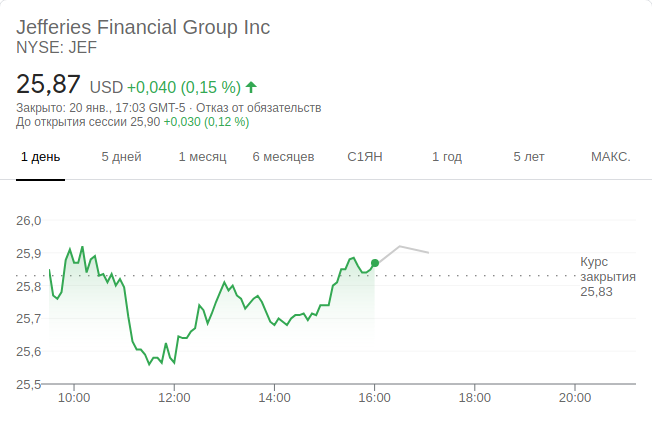 Jefferies Financial Group Inc
NYSE: JEF
25,87 USD +0,040 (0,15 %)
Закрыто: 20 янв., 17:03 GMT-5 · Отказ от обязательств
До открытия сессии 25,90 +0,030 (0,12 %)
1 день 5 дней 1 месяц 6 месяцев С1ЯН 1 год 5 лет МАКС.
26,0
25,9
Курс
закрытия
25,83
25,8
25,7
25,6
25,5
10:00 12:00 14:00 16:00 18:00 20:00